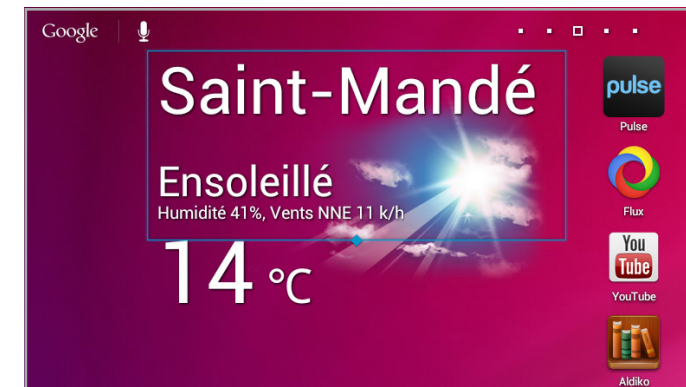 Google
Saint-Mandé
pulse
Pulse
Ensoleillé
Humidité 41%, Vents NNE 11 k/h
Flux
14 °C
You
Tube
YouTube
Aldiko